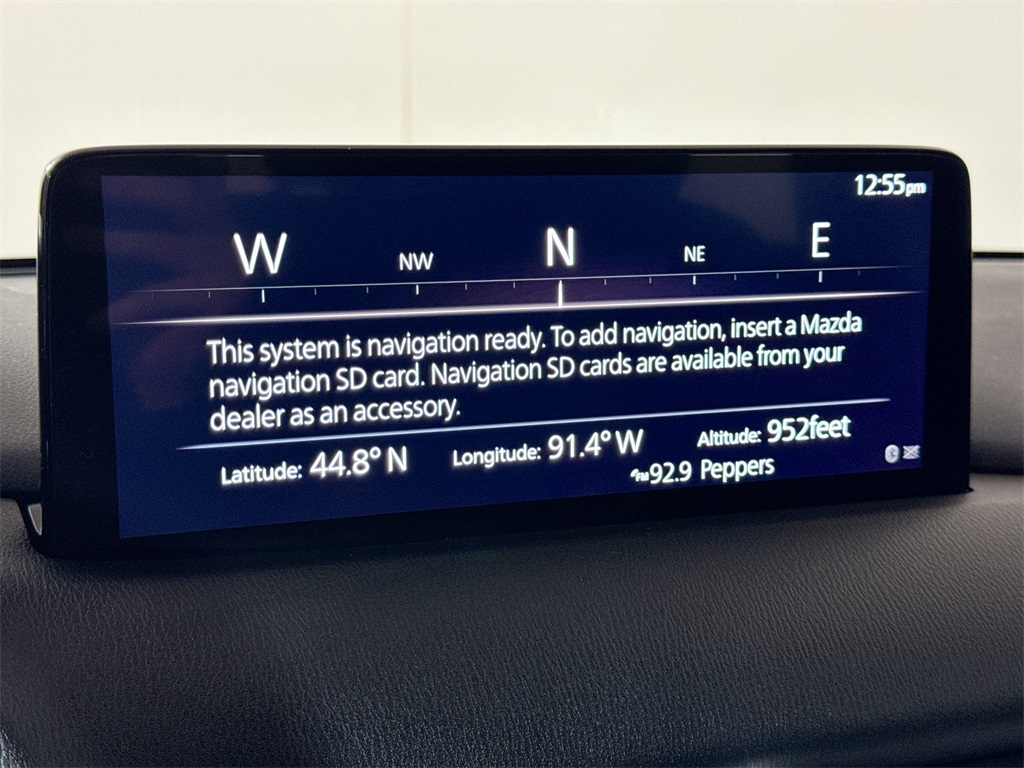 12:55pm
W NW N NE E
This system is navigation ready. To add navigation, insert a Mazda
navigation SD card. Navigation SD cards are available from your
dealer as an accessory.
Latitude: 44.8° N Longitude: 91.4° W Altitude: 952feet
FM 92.9 Peppers